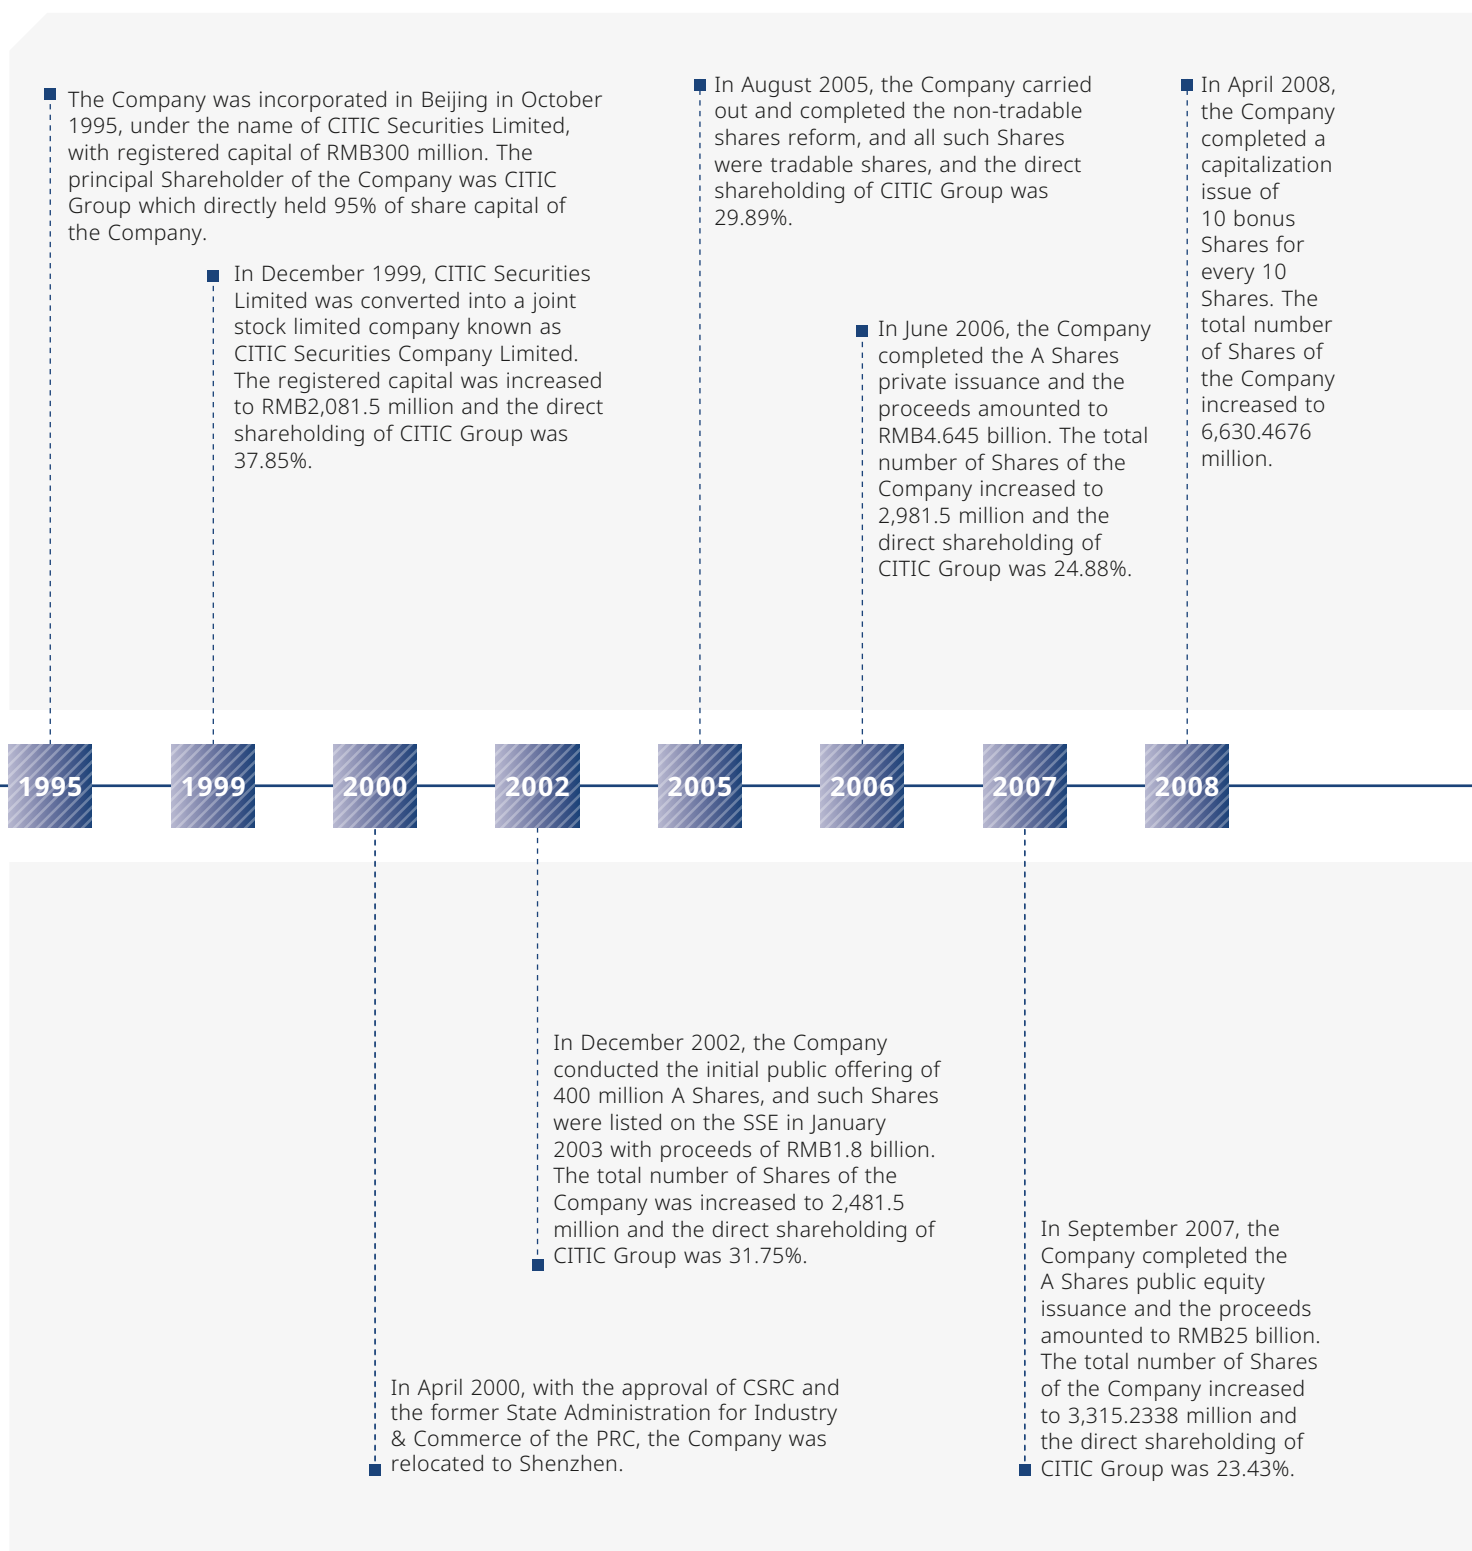 The Company was incorporated in Beijing in October
1995, under the name of CITIC Securities Limited,
with registered capital of RMB300 million. The
principal Shareholder of the Company was CITIC
Group which directly held 95% of share capital of
the Company.
In December 1999, CITIC Securities
Limited was converted into a joint
stock limited company known as
CITIC Securities Company Limited.
The registered capital was increased
to RMB2,081.5 million and the direct
shareholding of CITIC Group was
37.85%.
In August 2005, the Company carried
out and completed the non-tradable
shares reform, and all such Shares
were tradable shares, and the direct
shareholding of CITIC Group was
29.89%.
In June 2006, the Company
completed the A Shares
private issuance and the
proceeds amounted to
RMB4.645 billion. The total
number of Shares of the
Company increased to
2,981.5 million and the
direct shareholding of
CITIC Group was 24.88%.
In April 2008,
the Company
completed a
capitalization
issue of
10 bonus
Shares for
every 10
Shares. The
total number
of Shares of
the Company
increased to
6,630.4676
million.
1995
1999
2000
2002
2005
2006
2007
2008
In December 2002, the Company
conducted the initial public offering of
400 million A Shares, and such Shares
were listed on the SSE in January
2003 with proceeds of RMB1.8 billion.
The total number of Shares of the
Company was increased to 2,481.5
million and the direct shareholding of
CITIC Group was 31.75%.
In April 2000, with the approval of CSRC and
the former State Administration for Industry
& Commerce of the PRC, the Company was
relocated to Shenzhen.
In September 2007, the
Company completed the
A Shares public equity
issuance and the proceeds
amounted to RMB25 billion.
The total number of Shares
of the Company increased
to 3,315.2338 million and
the direct shareholding of
CITIC Group was 23.43%.